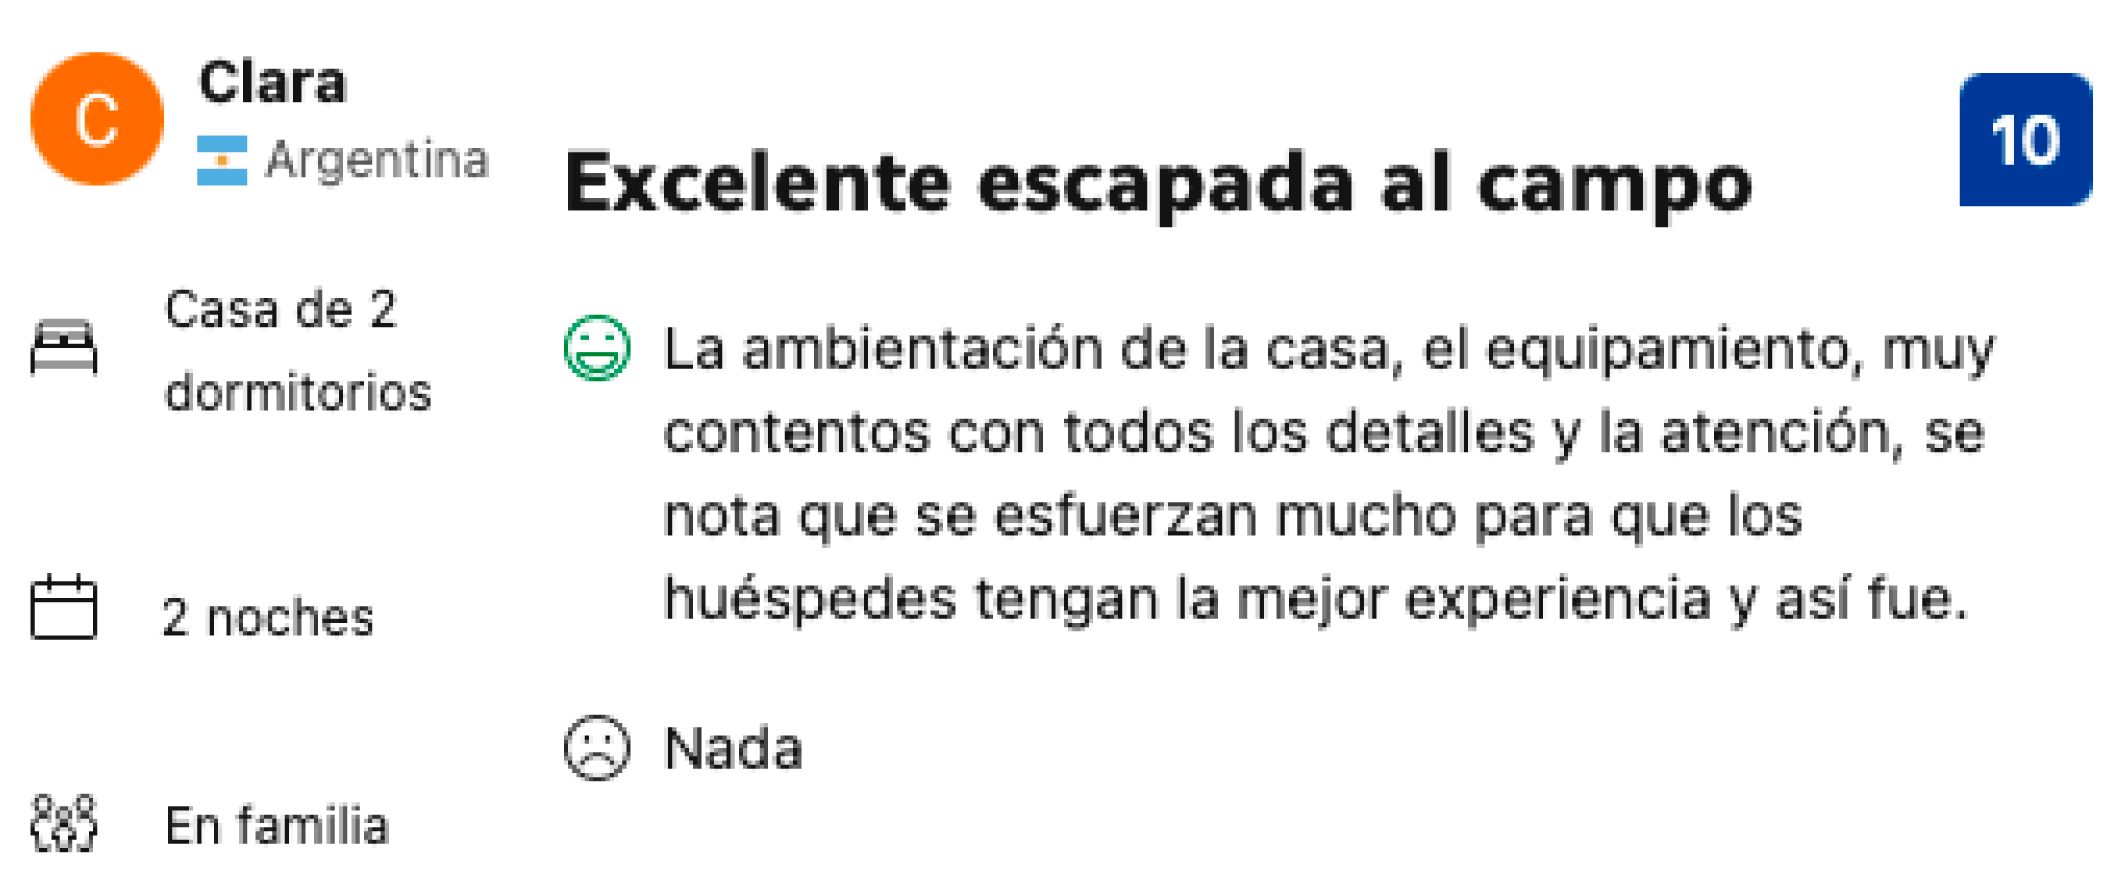 C
Clara
Argentina
Casa de 2
dormitorios
2 noches
En familia
Excelente escapada al campo
10
La ambientación de la casa, el equipamiento, muy
contentos con todos los detalles y la atención, se
nota que se esfuerzan mucho para que los
huéspedes tengan la mejor experiencia y así fue.
Nada